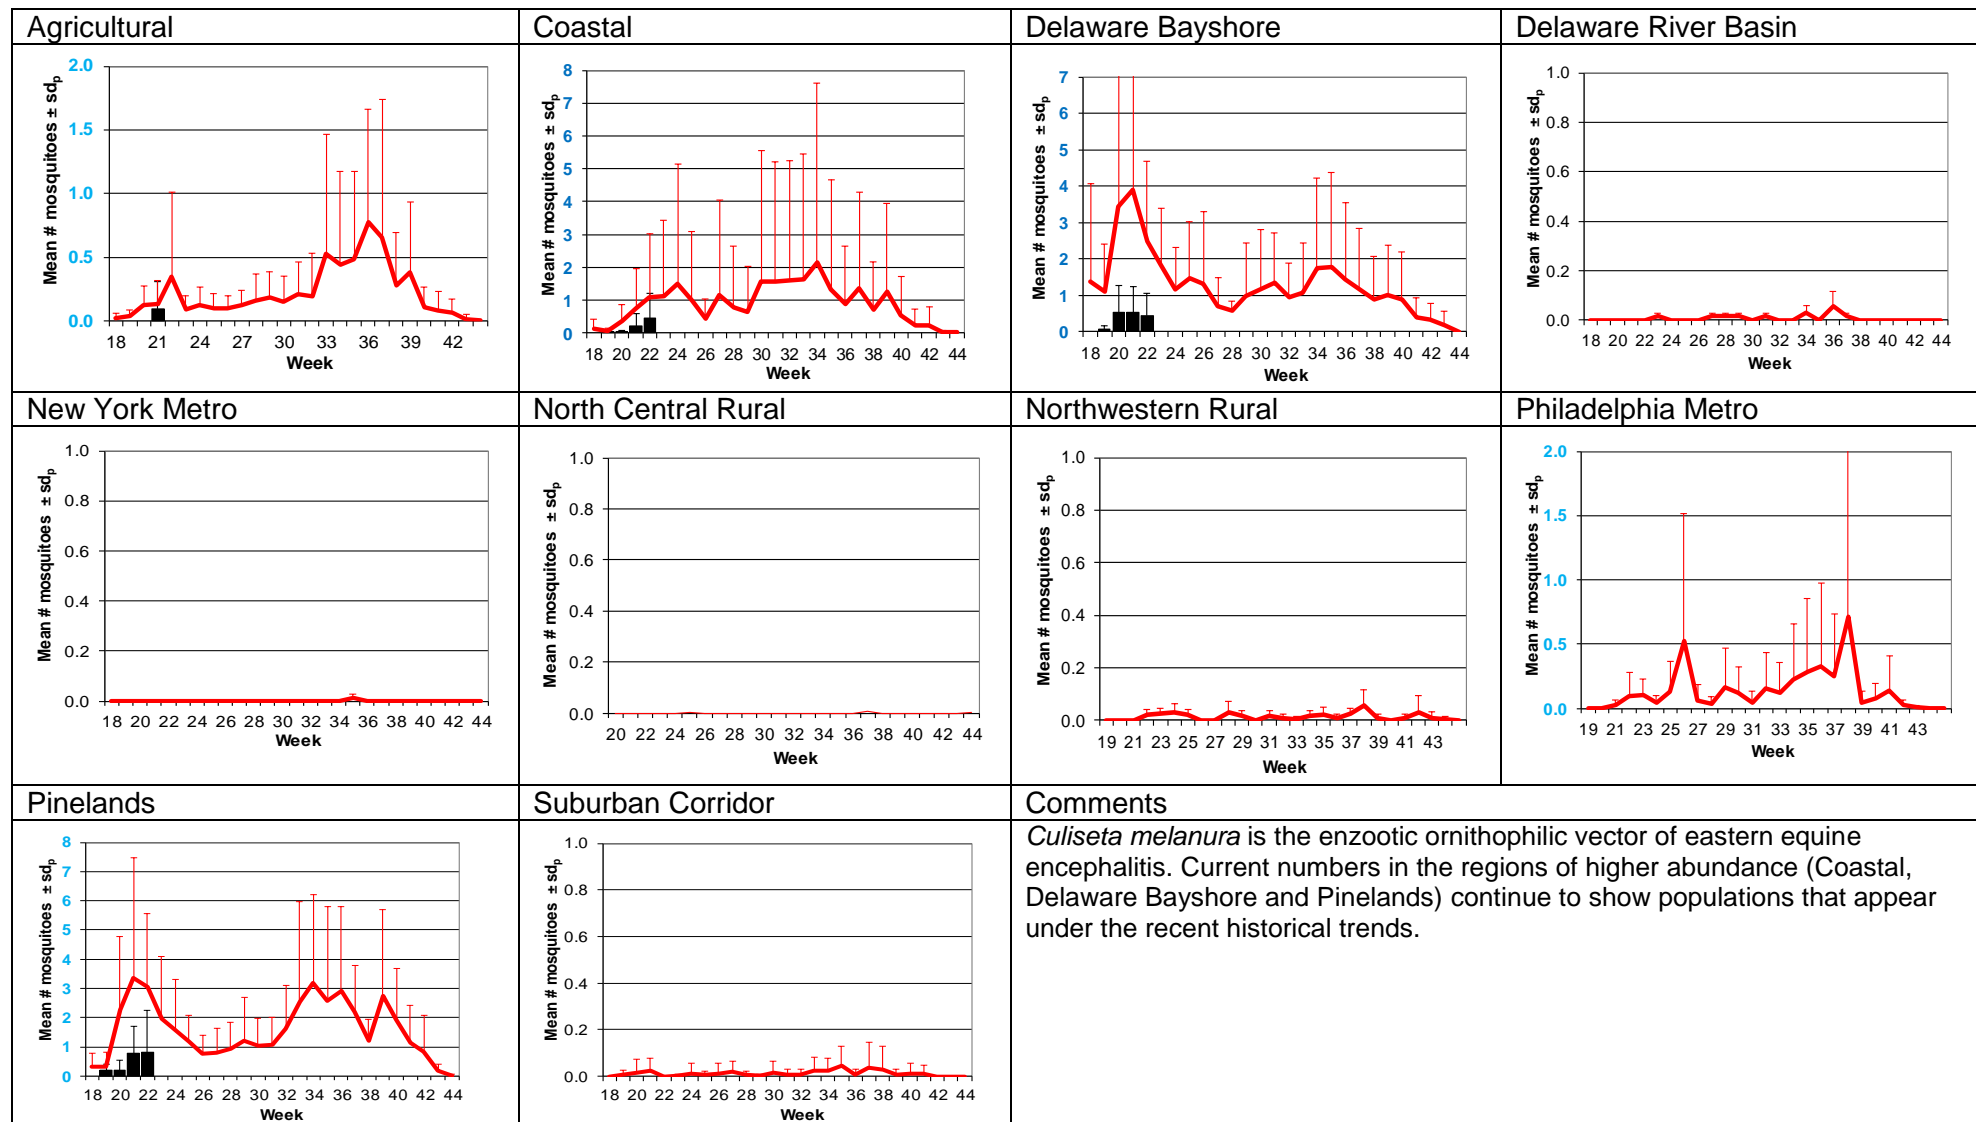 Agricultural
Mean # mosquitoes ± sdp
2.0
1.5
1.0
0.5
0.0
18 21 24 27 30 33 36 39 42
Week
Coastal
Mean # mosquitoes ± sdp
8
7
6
5
4
3
2
1
0
18 20 22 24 26 28 30 32 34 36 38 40 42 44
Week
Delaware Bayshore
Mean # mosquitoes ± sdp
7
6
5
4
3
2
1
0
18 20 22 24 26 28 30 32 34 36 38 40 42 44
Week
Delaware River Basin
Mean # mosquitoes ± sdp
1.0
0.8
0.6
0.4
0.2
0.0
18 20 22 24 26 28 30 32 34 36 38 40 42 44
Week
New York Metro
Mean # mosquitoes ± sdp
1.0
0.8
0.6
0.4
0.2
0.0
18 20 22 24 26 28 30 32 34 36 38 40 42 44
Week
North Central Rural
Mean # mosquitoes ± sdp
1.0
0.8
0.6
0.4
0.2
0.0
20 22 24 26 28 30 32 34 36 38 40 42 44
Week
Northwestern Rural
Mean # mosquitoes ± sdp
1.0
0.8
0.6
0.4
0.2
0.0
19 21 23 25 27 29 31 33 35 37 39 41 43
Week
Philadelphia Metro
Mean # mosquitoes ± sdp
2.0
1.5
1.0
0.5
0.0
19 21 23 25 27 29 31 33 35 37 39 41 43
Week
Pinelands
Mean # mosquitoes ± sdp
8
7
6
5
4
3
2
1
0
18 20 22 24 26 28 30 32 34 36 38 40 42 44
Week
Suburban Corridor
Mean # mosquitoes ± sdp
1.0
0.8
0.6
0.4
0.2
0.0
18 20 22 24 26 28 30 32 34 36 38 40 42 44
Week
Comments
Culiseta melanura is the enzootic ornithophilic vector of eastern equine
encephalitis. Current numbers in the regions of higher abundance (Coastal,
Delaware Bayshore and Pinelands) continue to show populations that appear
under the recent historical trends.